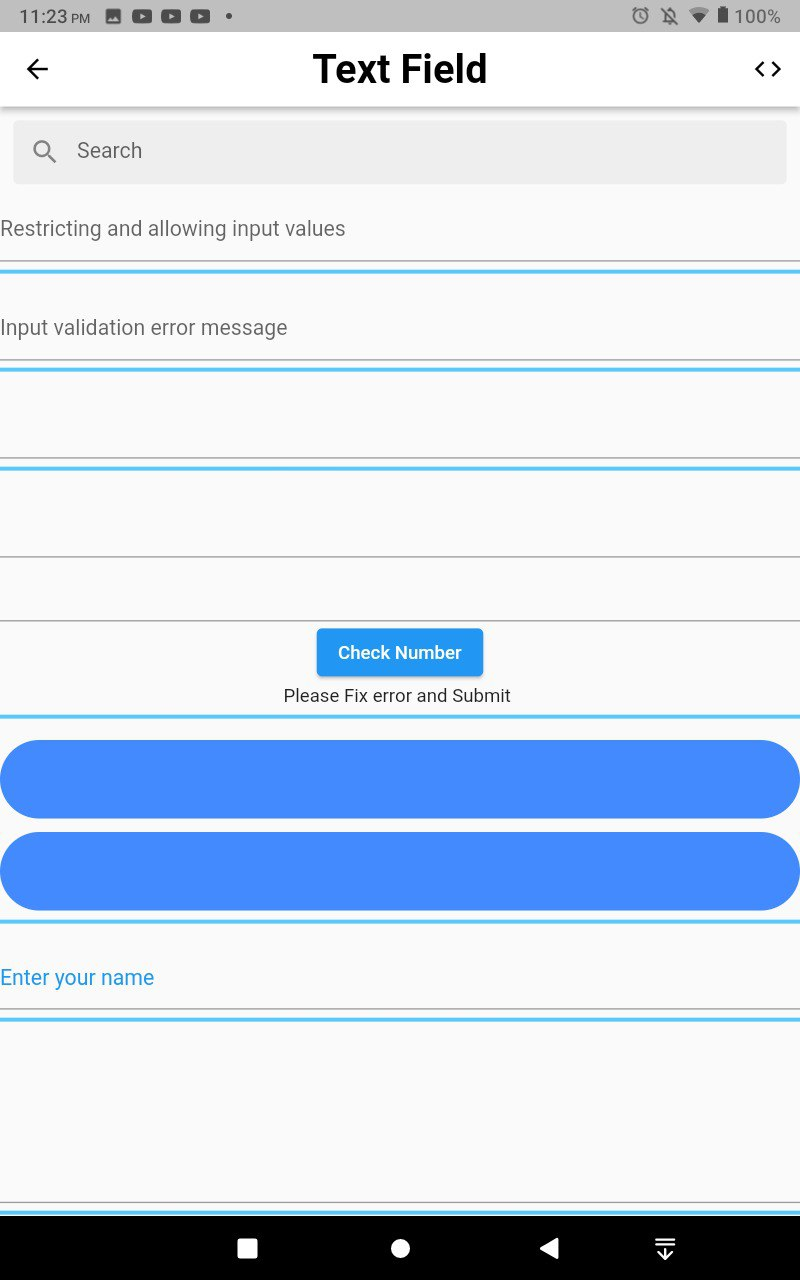 11:23 PM
100%
Text Field
Search
Restricting and allowing input values
Input validation error message
Check Number
Please Fix error and Submit
Enter your name